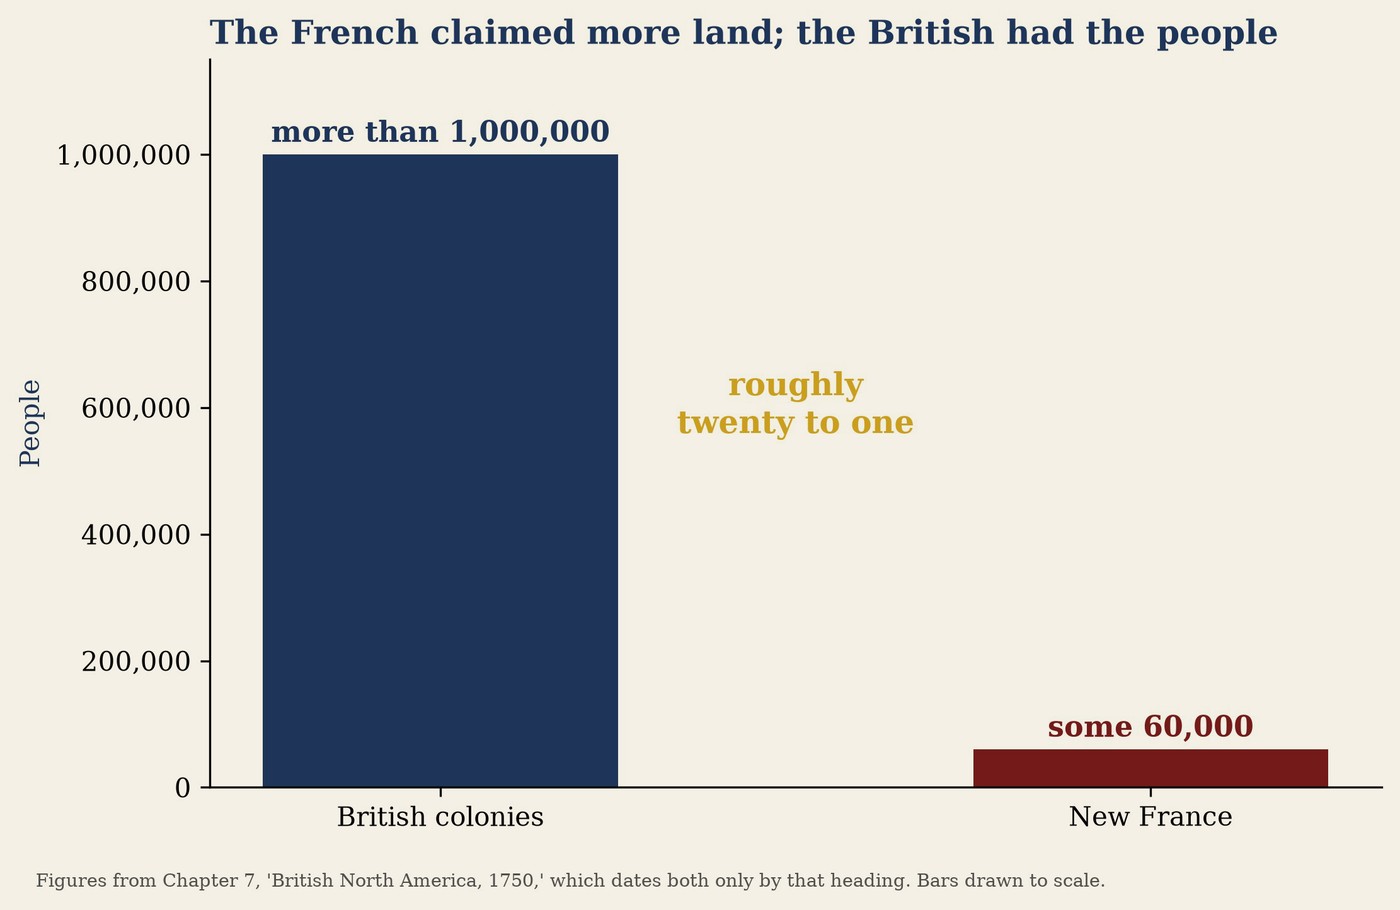 The French claimed more land; the British had the people
more than 1,000,000
1,000,000
800,000
600,000
400,000
200,000
0
People
roughly
twenty to one
some 60,000
British colonies
New France
Figures from Chapter 7, 'British North America, 1750,' which dates both only by that heading. Bars drawn to scale.